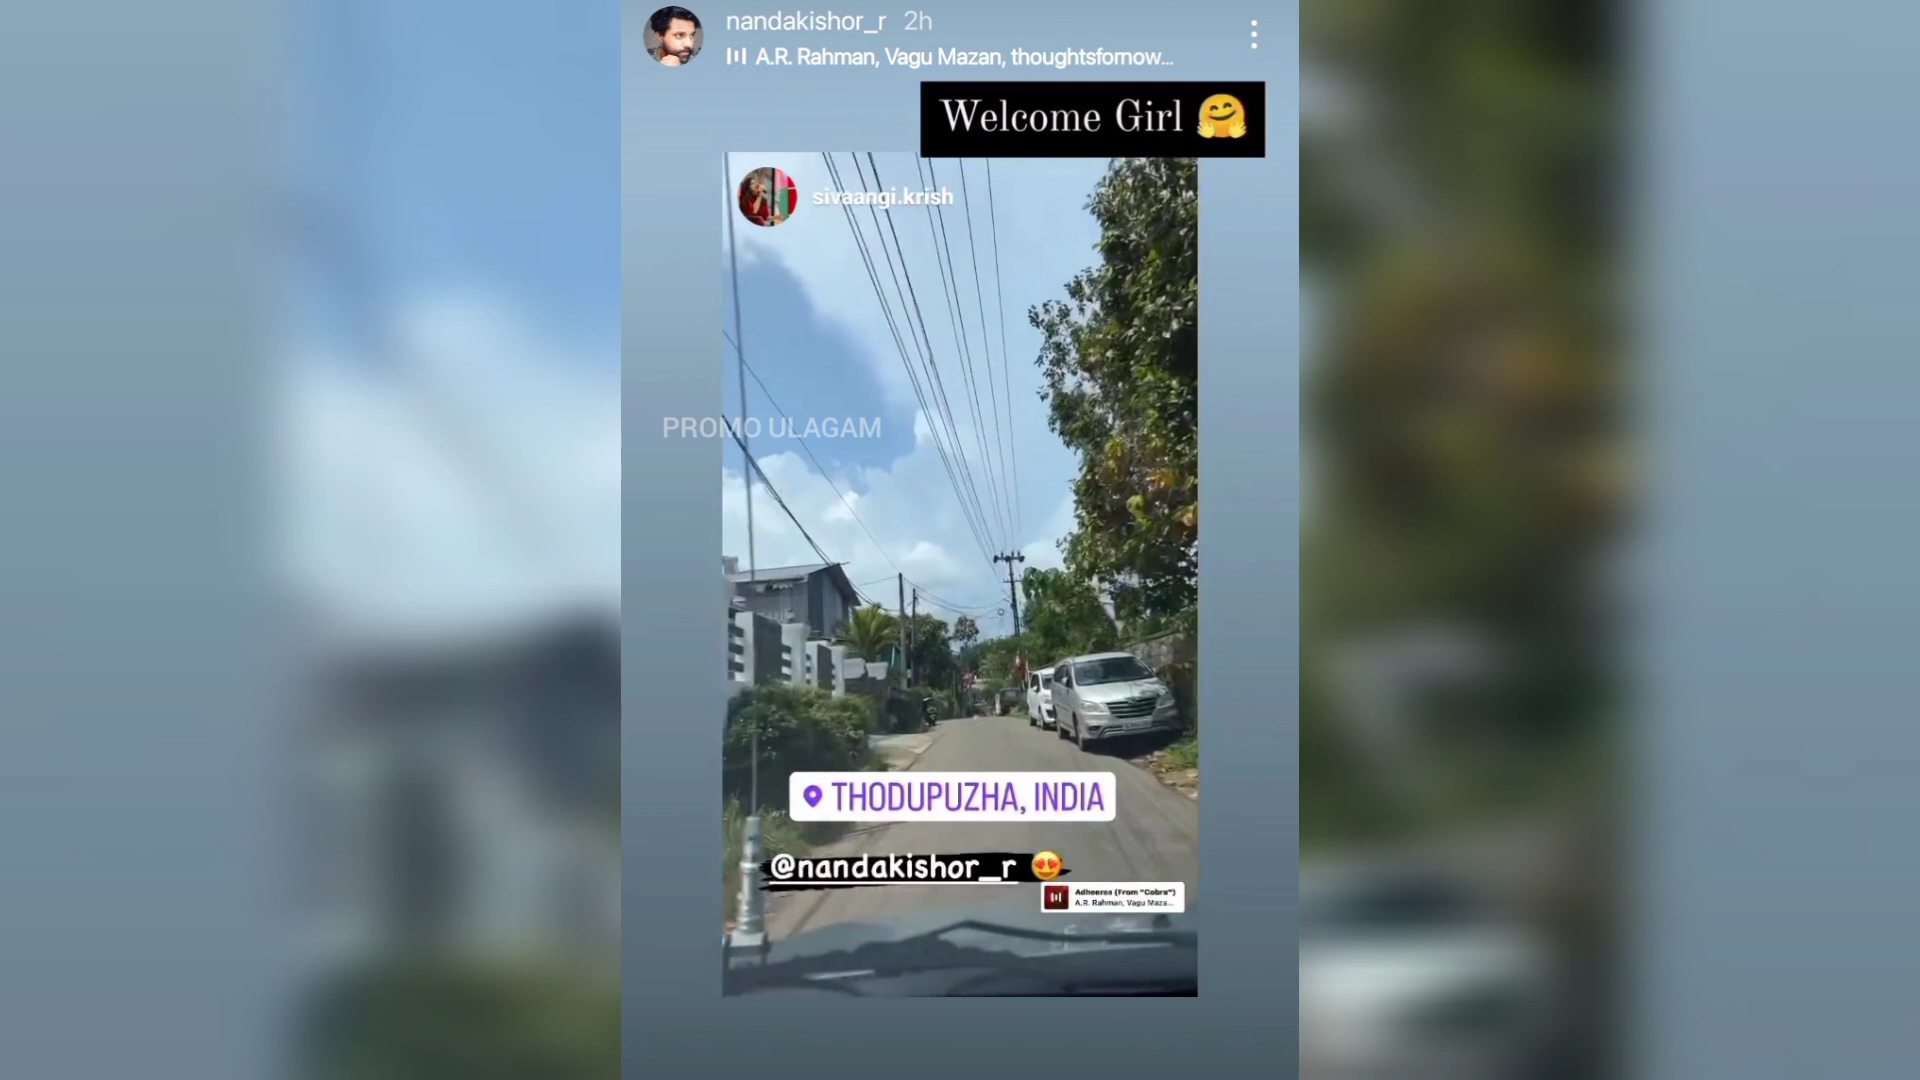 nandakishor_r 2h
A.R. Rahman, Vagu Mazan, thoughtsfornow...
Welcome Girl 🤗
sivaangi.krish
PROMO ULAGAM
THODUPUZHA, INDIA
@nandakishor_r 😍
Adheeraa (From "Cobra")
A.R. Rahman, Vagu Maza...